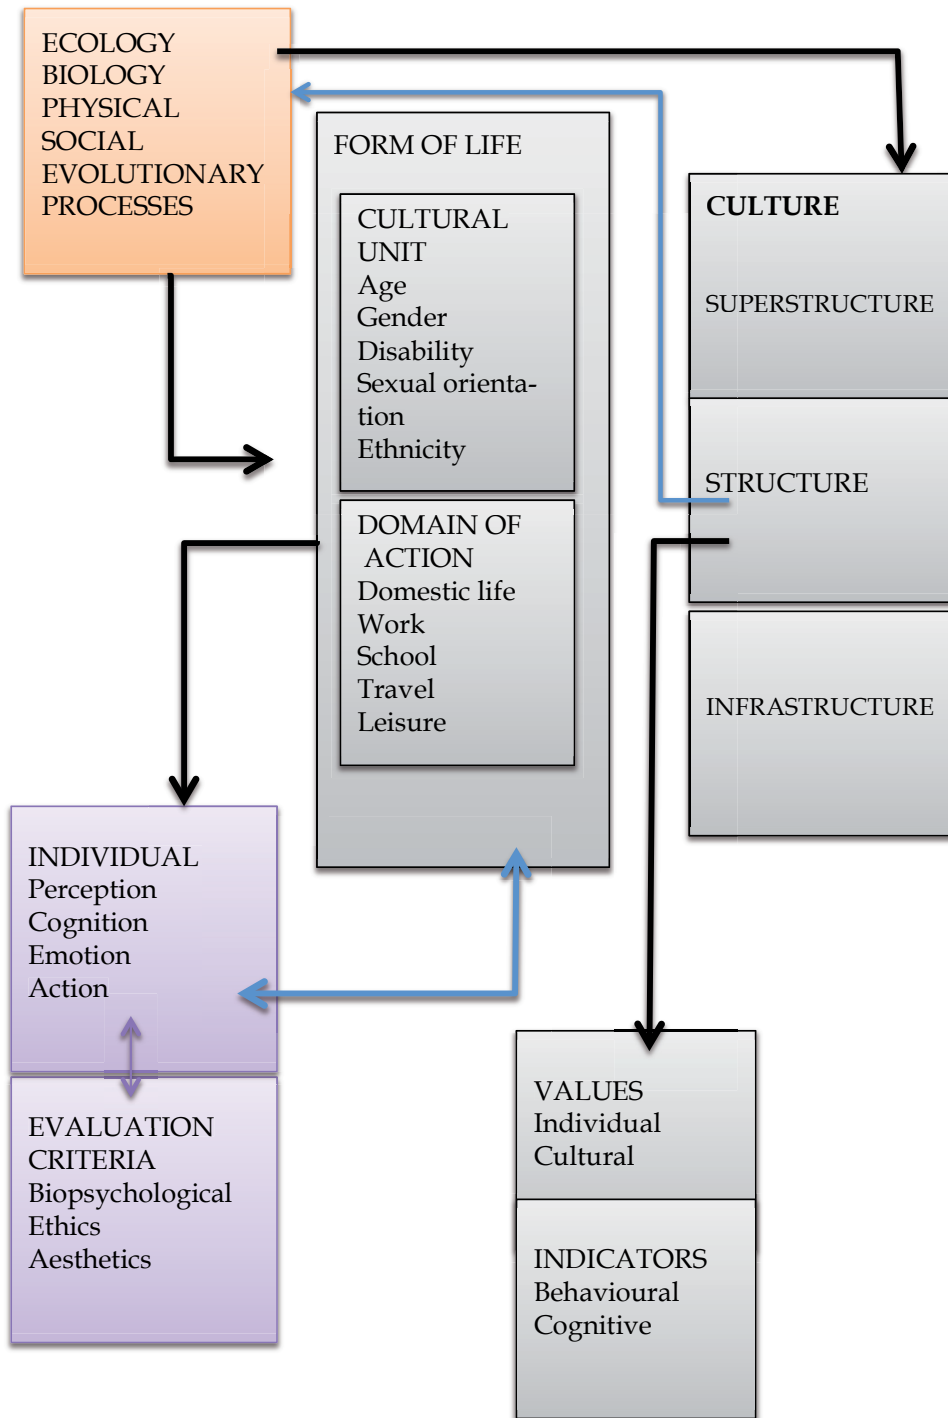 ECOLOGY
BIOLOGY
PHYSICAL
SOCIAL
EVOLUTIONARY
PROCESSES
FORM OF LIFE
CULTURAL
UNIT
Age
Gender
Disability
Sexual orienta-
tion
Ethnicity
DOMAIN OF
ACTION
Domestic life
Work
School
Travel
Leisure
CULTURE
SUPERSTRUCTURE
STRUCTURE
INFRASTRUCTURE
INDIVIDUAL
Perception
Cognition
Emotion
Action
EVALUATION
CRITERIA
Biopsychological
Ethics
Aesthetics
VALUES
Individual
Cultural
INDICATORS
Behavioural
Cognitive